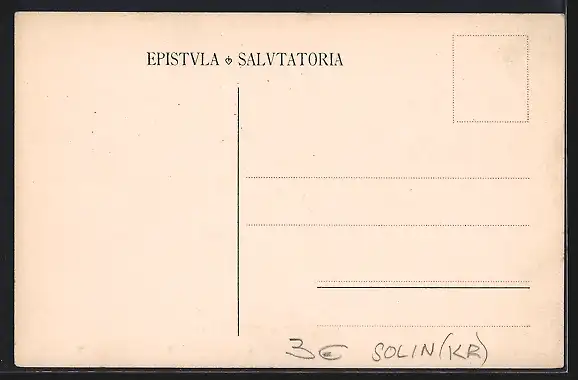 EPISTVLA ❧ SALVTATORIA
3€ SOLIN (KR)